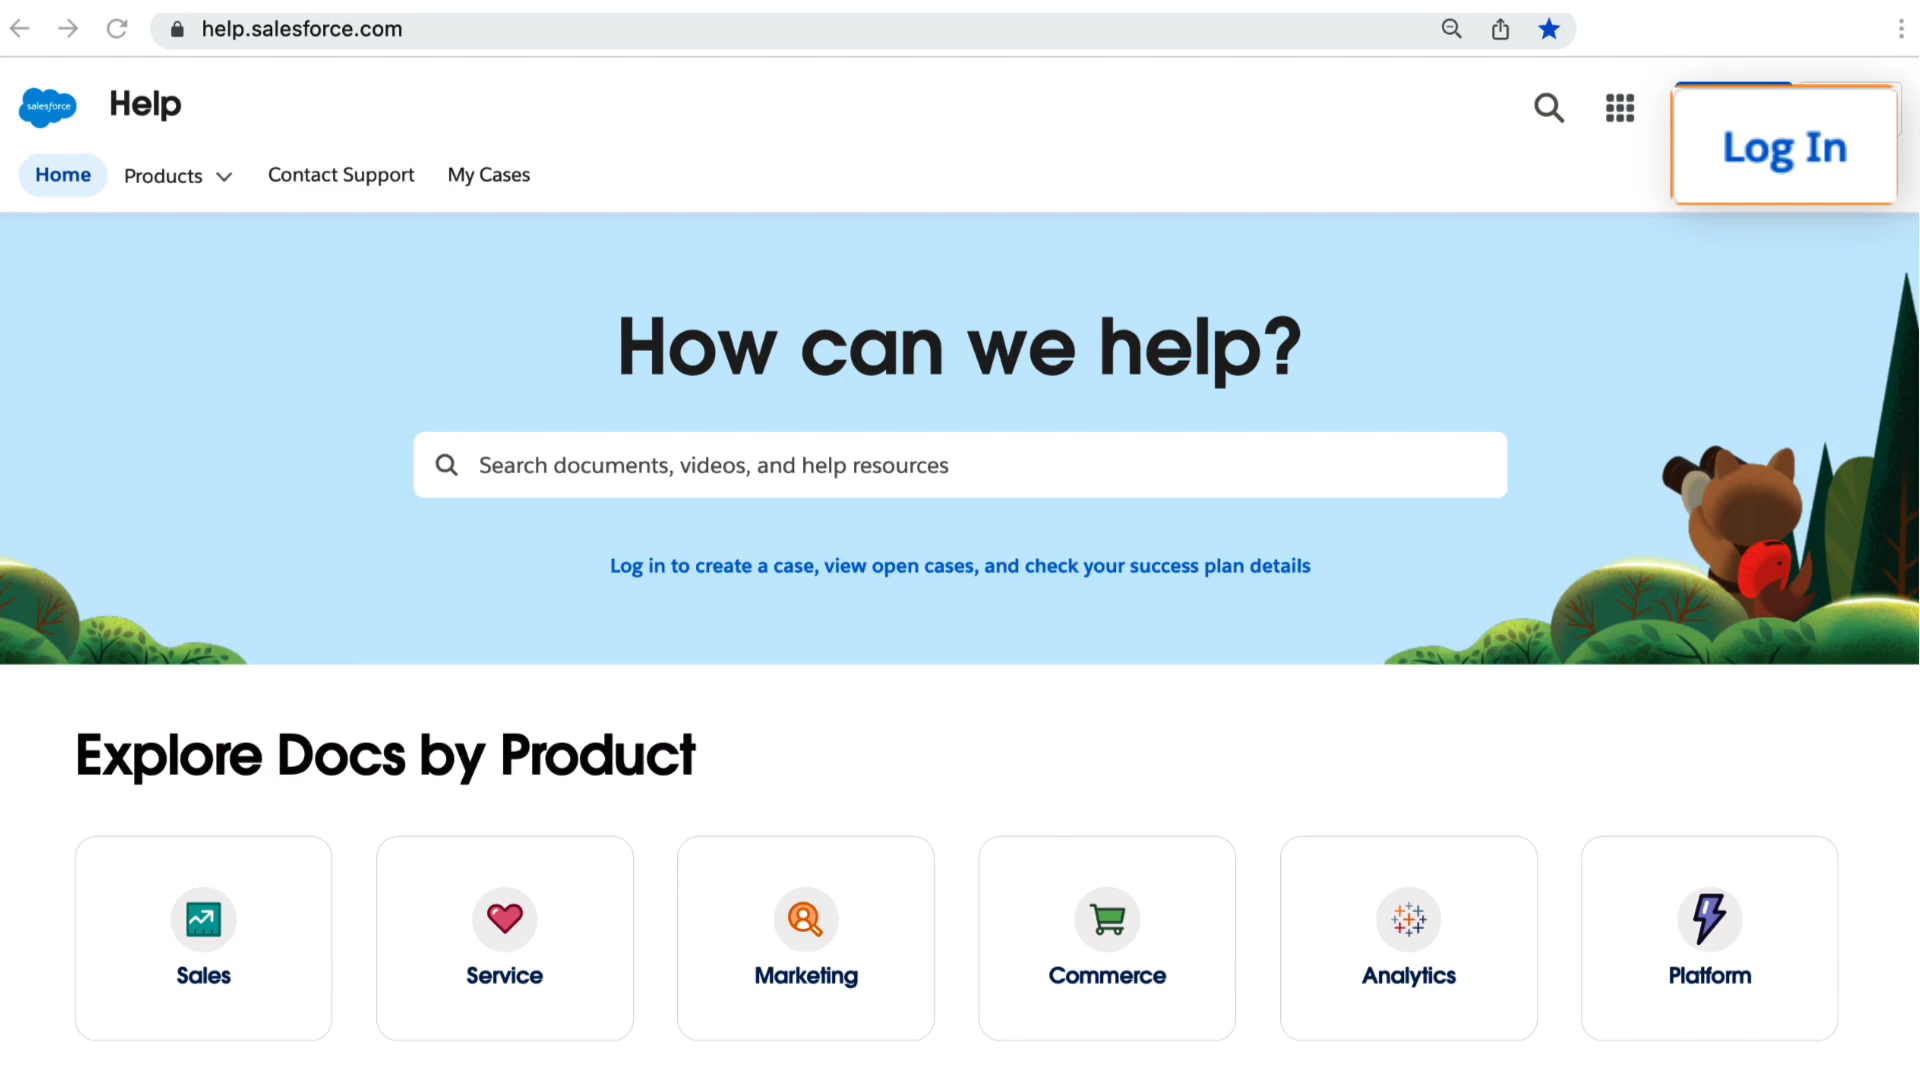 help.salesforce.com
salesforce
Help
Log In
Home
Products
Contact Support
My Cases
How can we help?
Search documents, videos, and help resources
Log in to create a case, view open cases, and check your success plan details
Explore Docs by Product
Sales
Service
Marketing
Commerce
Analytics
Platform